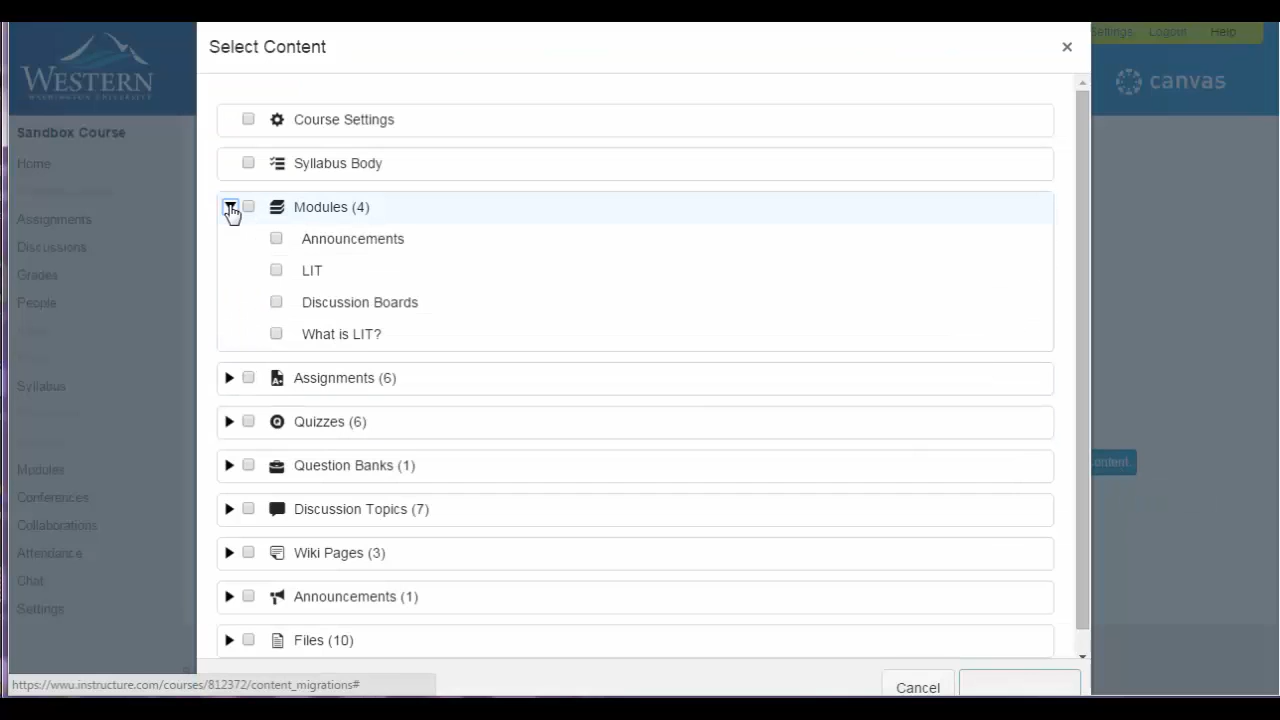 Select Content
×
Settings Logout Help
WESTERN
WASHINGTON UNIVERSITY
canvas
Sandbox Course
Home
Assignments
Discussions
Grades
People
Syllabus
Modules
Conferences
Collaborations
Attendance
Chat
Settings
Course Settings
Syllabus Body
Modules (4)
Announcements
LIT
Discussion Boards
What is LIT?
Assignments (6)
Quizzes (6)
Question Banks (1)
Discussion Topics (7)
Wiki Pages (3)
Announcements (1)
Files (10)
ontent
https://www.instructure.com/courses/812372/content_migrations#
Cancel